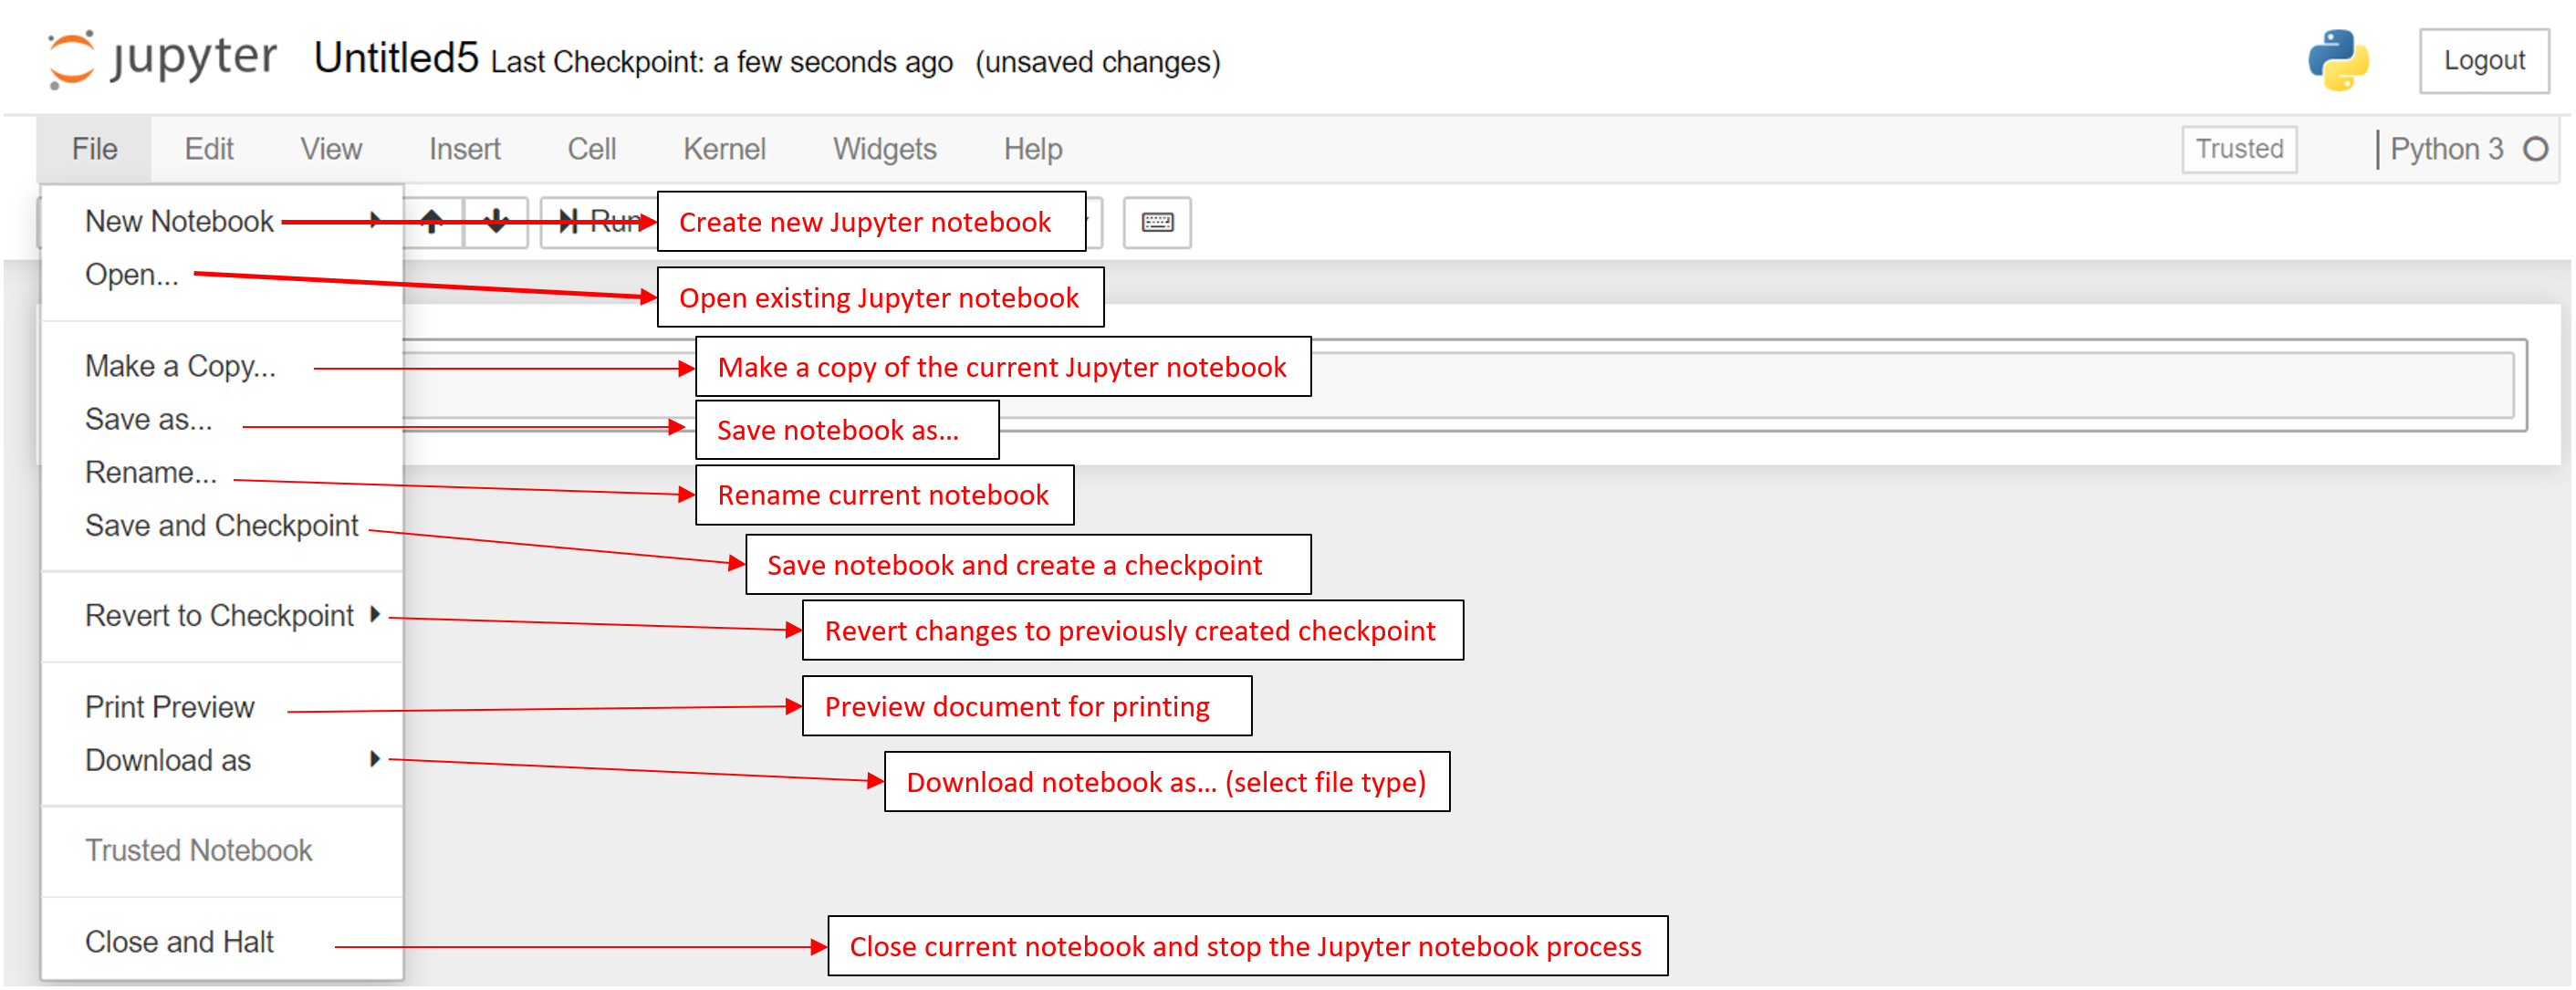 jupyter Untitled5 Last Checkpoint: a few seconds ago (unsaved changes) Logout
File Edit View Insert Cell Kernel Widgets Help Trusted Python 3
New Notebook Run Create new Jupyter notebook
Open... Open existing Jupyter notebook
Make a Copy... Make a copy of the current Jupyter notebook
Save as... Save notebook as...
Rename... Rename current notebook
Save and Checkpoint Save notebook and create a checkpoint
Revert to Checkpoint Revert changes to previously created checkpoint
Print Preview Preview document for printing
Download as Download notebook as... (select file type)
Trusted Notebook
Close and Halt Close current notebook and stop the Jupyter notebook process